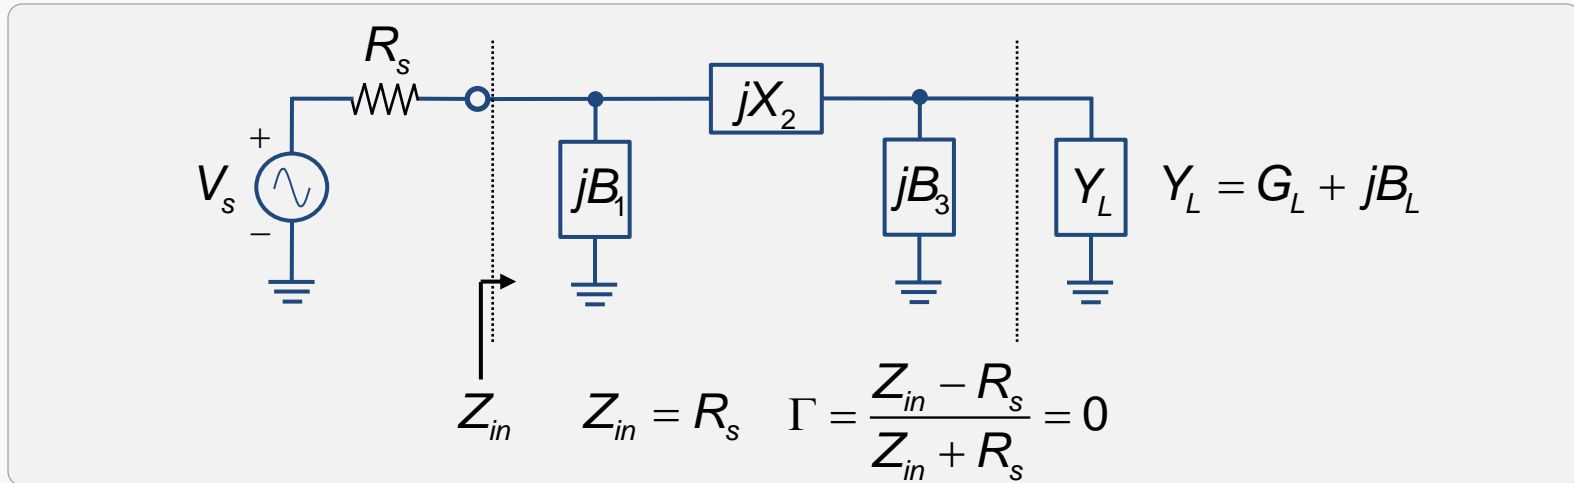 R_s
jX_2
+
V_s
−
jB_1
jB_3
Y_L
Y_L = G_L + jB_L
Z_in
Z_in = R_s
Γ = (Z_in − R_s) / (Z_in + R_s) = 0